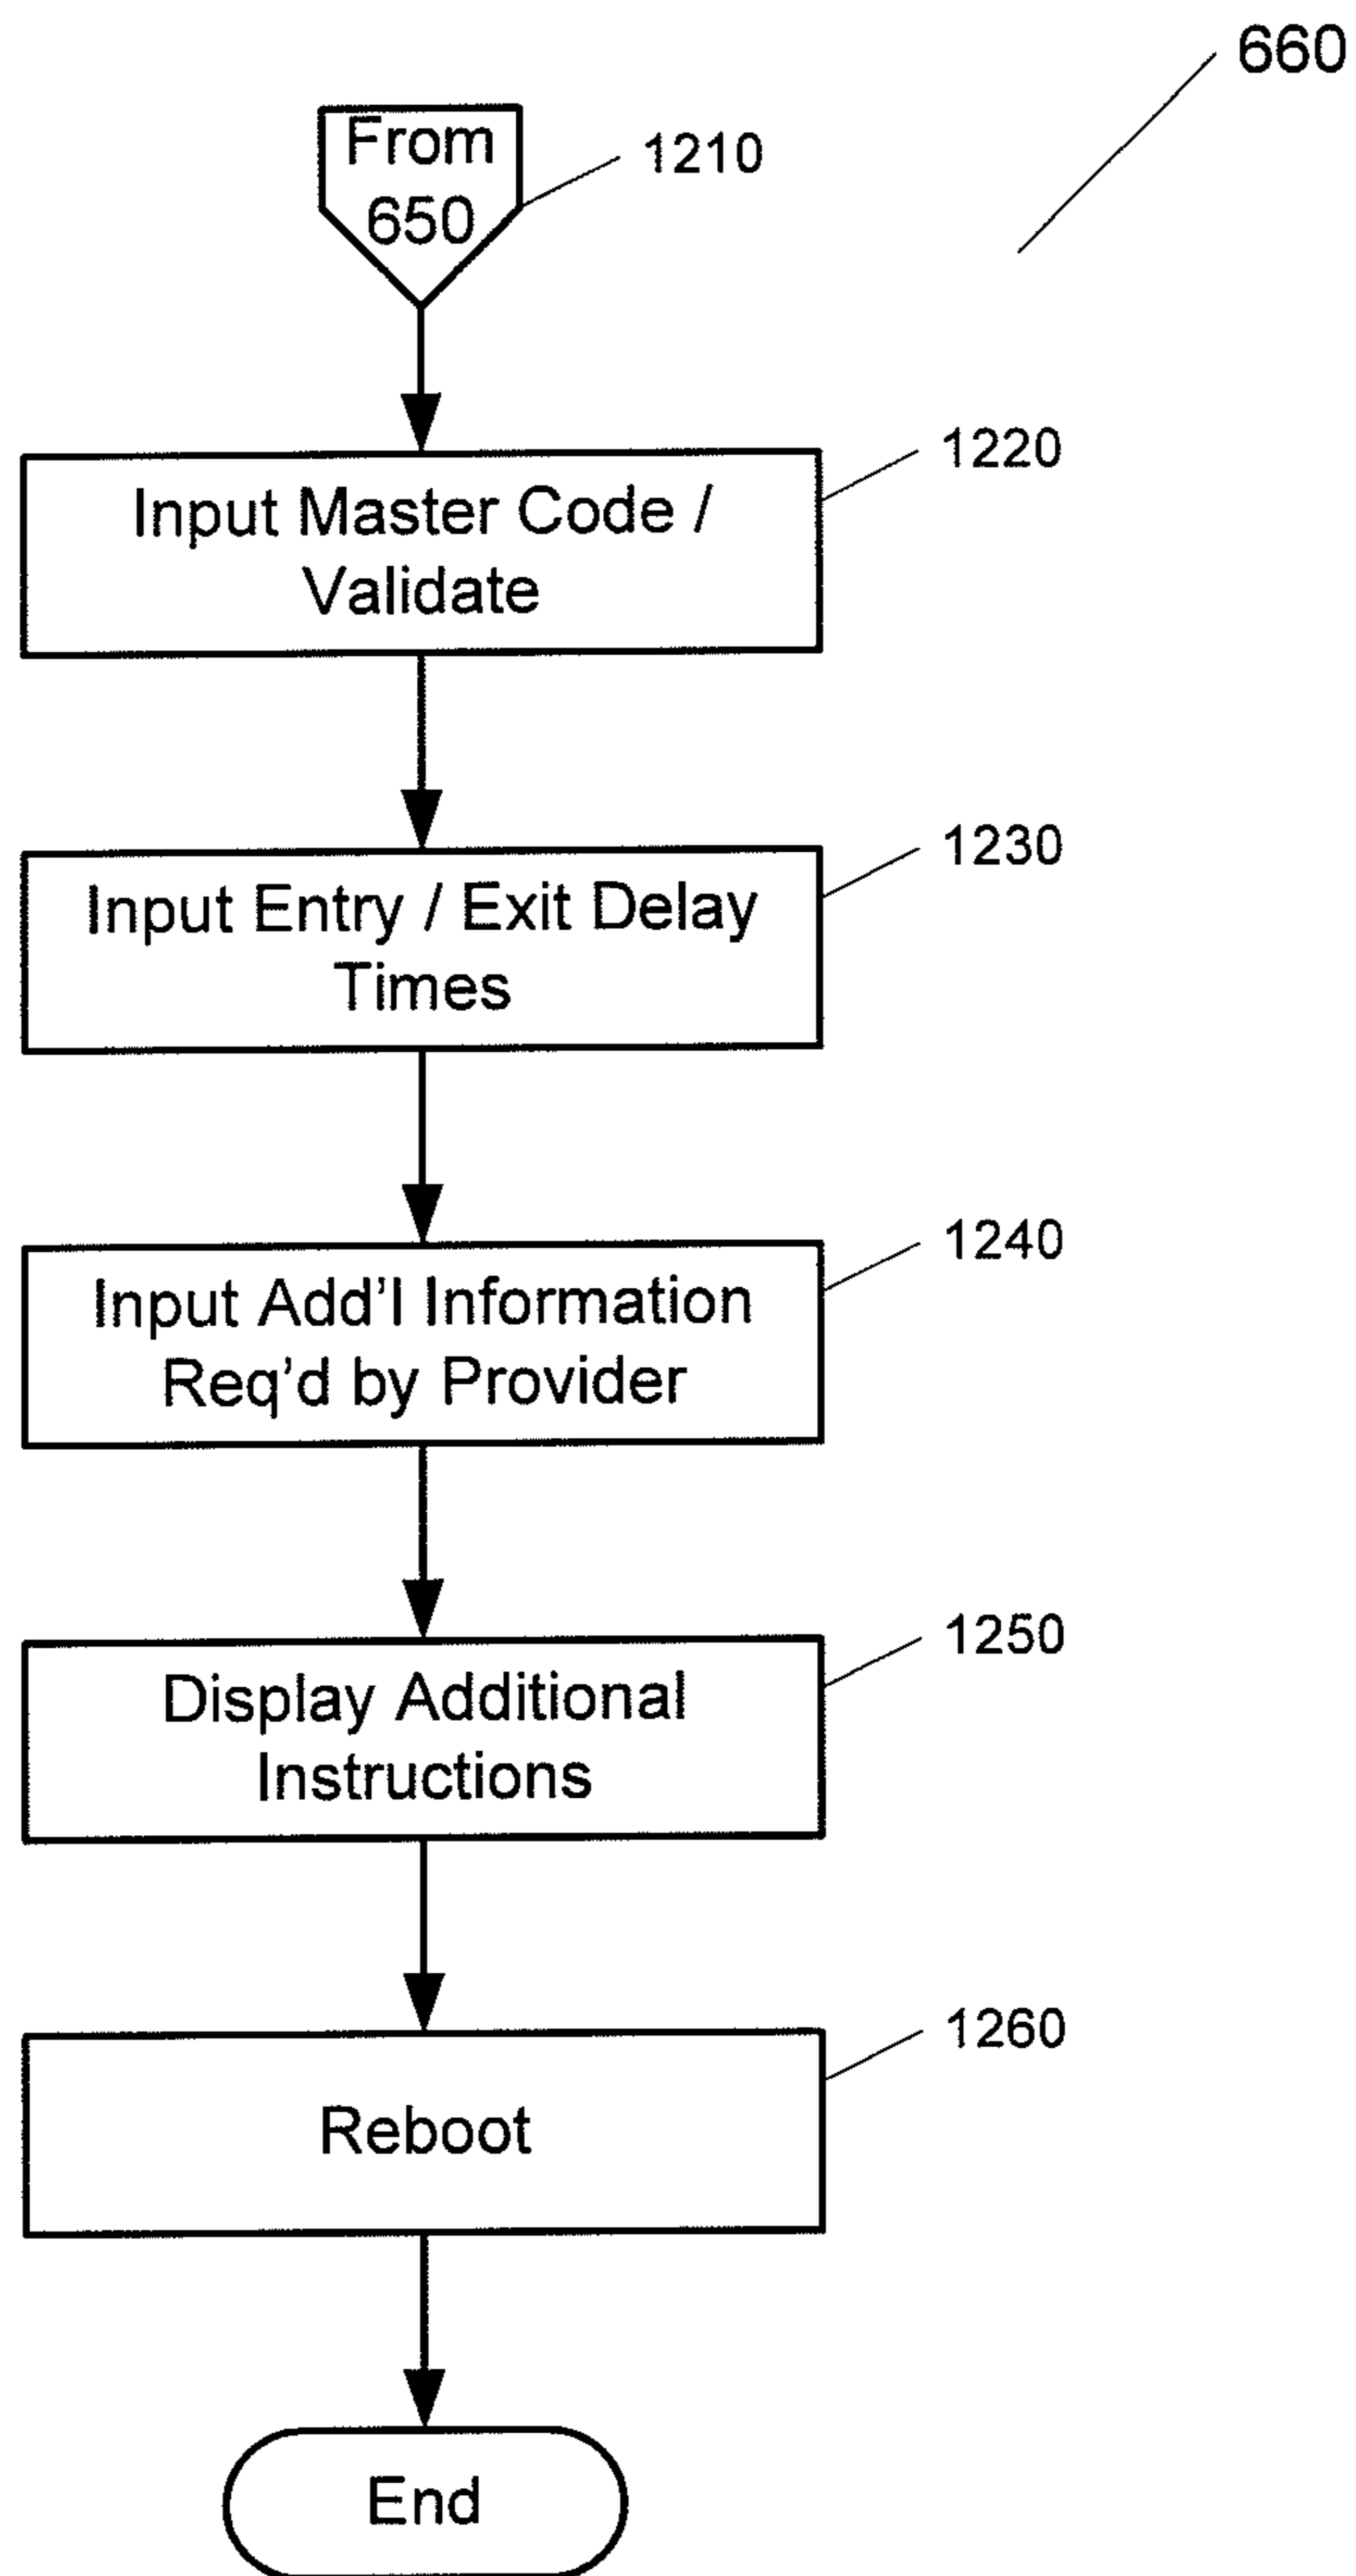 660
From
650
1210
1220
Input Master Code /
Validate
1230
Input Entry / Exit Delay
Times
1240
Input Add'l Information
Req'd by Provider
1250
Display Additional
Instructions
1260
Reboot
End